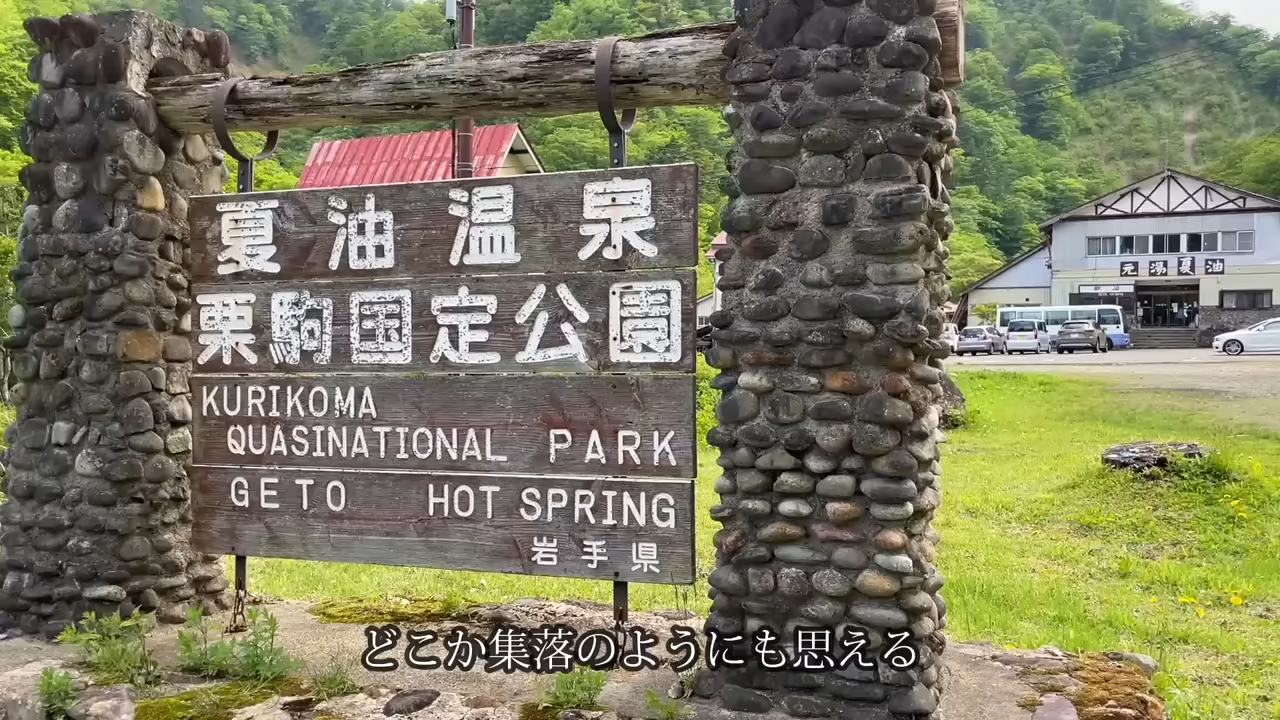 夏油温泉
栗駒国定公園
KURIKOMA
QUASINATIONAL PARK
GETO HOT SPRING
岩手県
元湯夏油
どこか集落のようにも思える